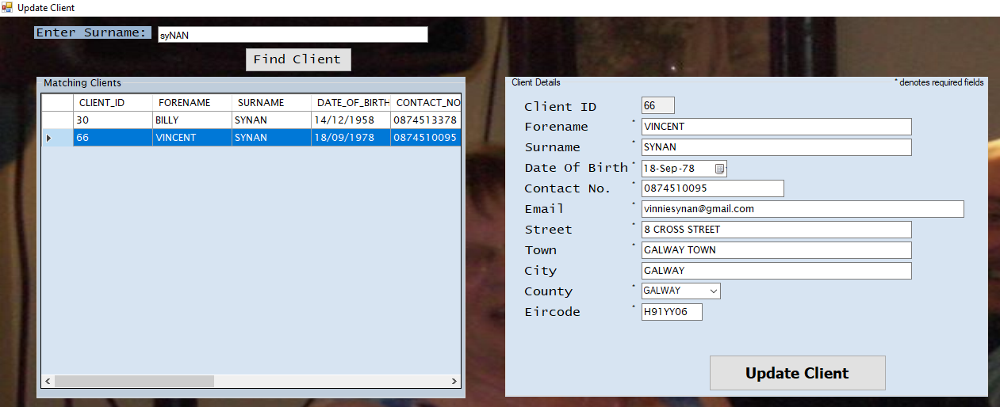 Update Client
Enter Surname: syNAN
Find Client
Matching Clients
CLIENT_ID FORENAME SURNAME DATE_OF_BIRTH CONTACT_NO
30 BILLY SYNAN 14/12/1958 0874513378
66 VINCENT SYNAN 18/09/1978 0874510095
Client Details * denotes required fields
Client ID 66
Forename * VINCENT
Surname * SYNAN
Date Of Birth * 18-Sep-78
Contact No. * 0874510095
Email * vinniesynan@gmail.com
Street * 8 CROSS STREET
Town * GALWAY TOWN
City GALWAY
County * GALWAY
Eircode * H91YY06
Update Client